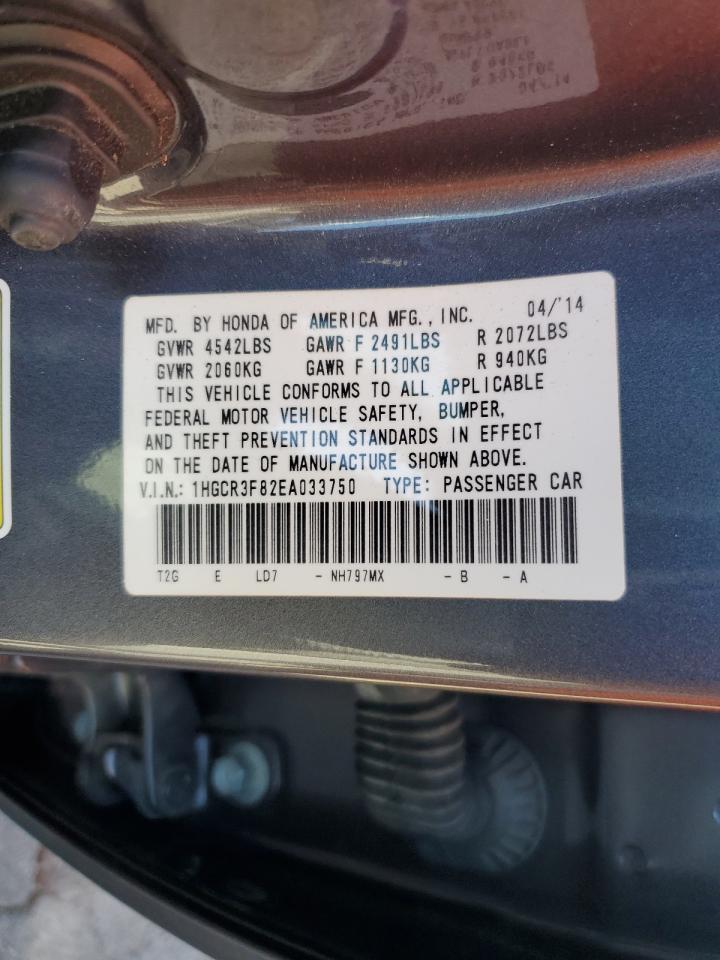 MFD. BY HONDA OF AMERICA MFG., INC. 04/'14
GVWR 4542LBS GAWR F 2491LBS R 2072LBS
GVWR 2060KG GAWR F 1130KG R 940KG
THIS VEHICLE CONFORMS TO ALL APPLICABLE
FEDERAL MOTOR VEHICLE SAFETY, BUMPER,
AND THEFT PREVENTION STANDARDS IN EFFECT
ON THE DATE OF MANUFACTURE SHOWN ABOVE.
V.I.N.: 1HGCR3F82EA033750 TYPE: PASSENGER CAR
T2G E LD7 - NH797MX - B - A